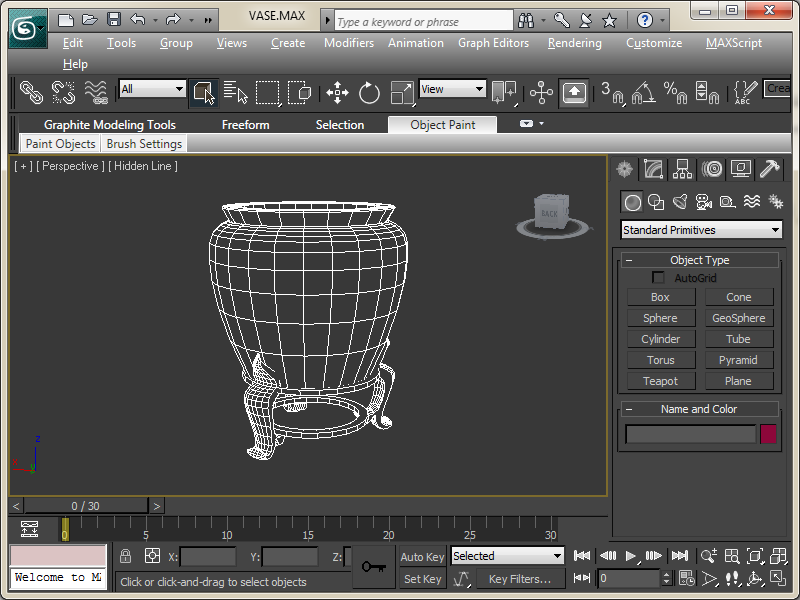 VASE.MAX
Type a keyword or phrase
Edit Tools Group Views Create Modifiers Animation Graph Editors Rendering Customize MAXScript
Help
All
View
3
%
ABC
Crea
Graphite Modeling Tools Freeform Selection Object Paint
Paint Objects Brush Settings
[ + ] [ Perspective ] [ Hidden Line ]
BACK
Standard Primitives
Object Type
AutoGrid
Box Cone
Sphere GeoSphere
Cylinder Tube
Torus Pyramid
Teapot Plane
Name and Color
z
x
y
< 0 / 30 >
0 5 10 15 20 25 30
X: Y: Z:
Auto Key Selected
Welcome to M
Click or click-and-drag to select objects
Set Key Key Filters... 0